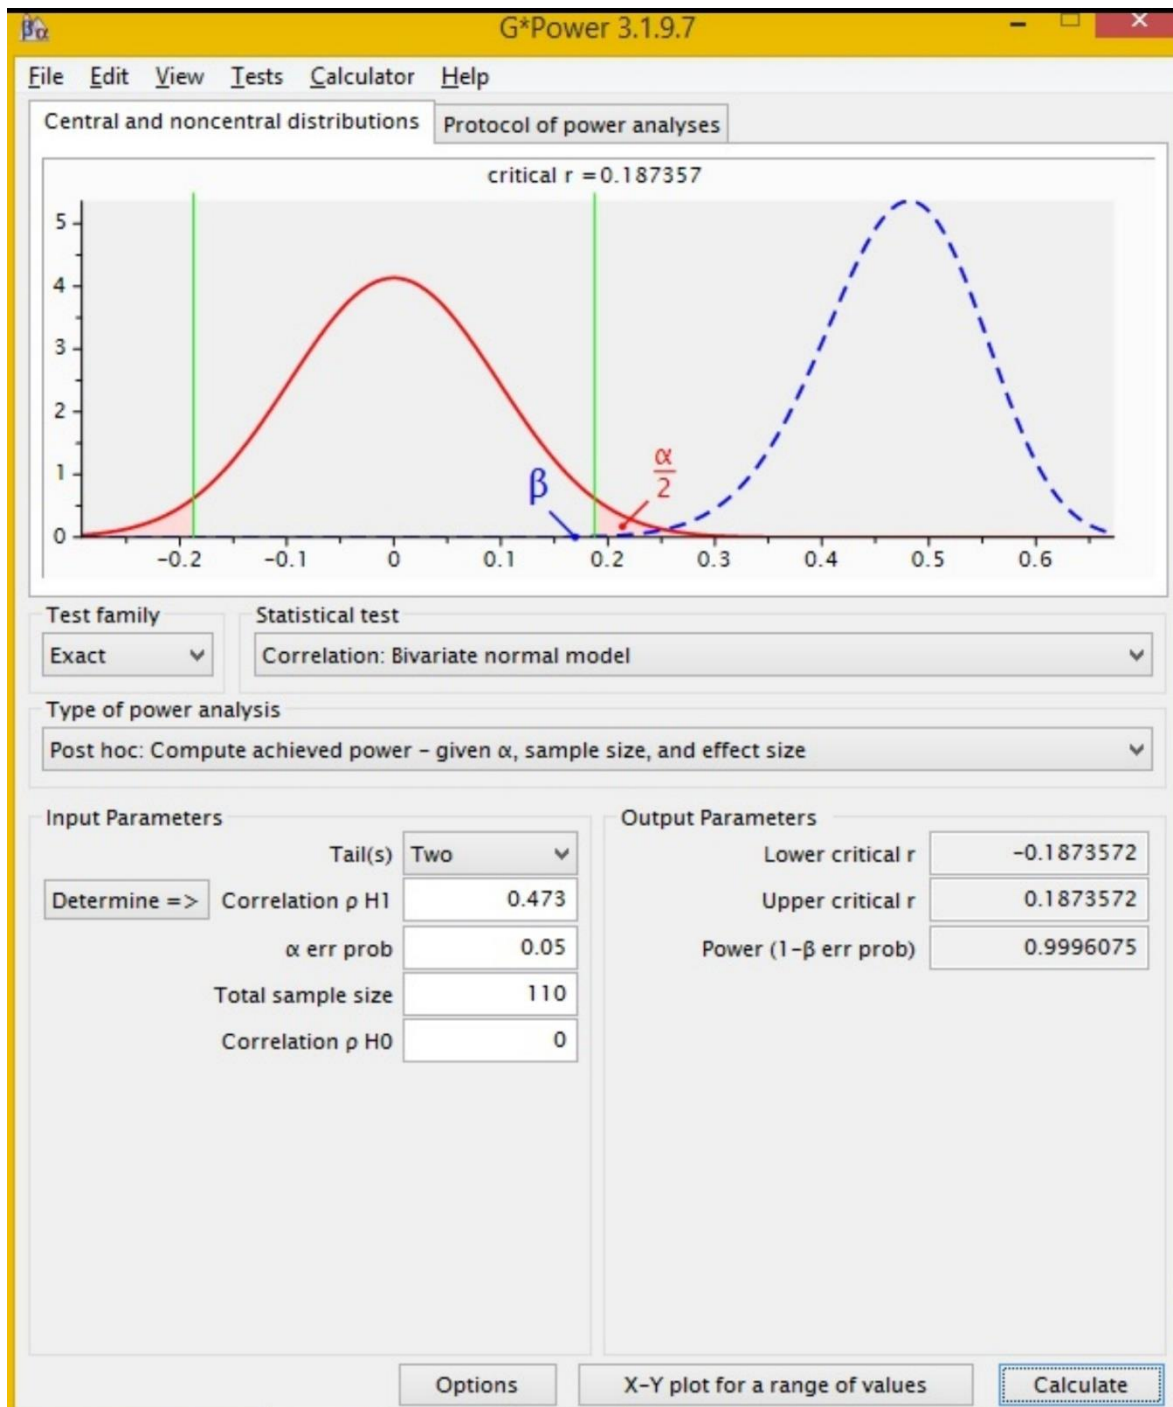 βα G*Power 3.1.9.7
File Edit View Tests Calculator Help
Central and noncentral distributions Protocol of power analyses
critical r = 0.187357
5
4
3
2
1
0
β
α
2
-0.2 -0.1 0 0.1 0.2 0.3 0.4 0.5 0.6
Test family Statistical test
Exact Correlation: Bivariate normal model
Type of power analysis
Post hoc: Compute achieved power – given α, sample size, and effect size
Input Parameters
Tail(s) Two
Determine => Correlation ρ H1 0.473
α err prob 0.05
Total sample size 110
Correlation ρ H0 0
Output Parameters
Lower critical r -0.1873572
Upper critical r 0.1873572
Power (1-β err prob) 0.9996075
Options X-Y plot for a range of values Calculate